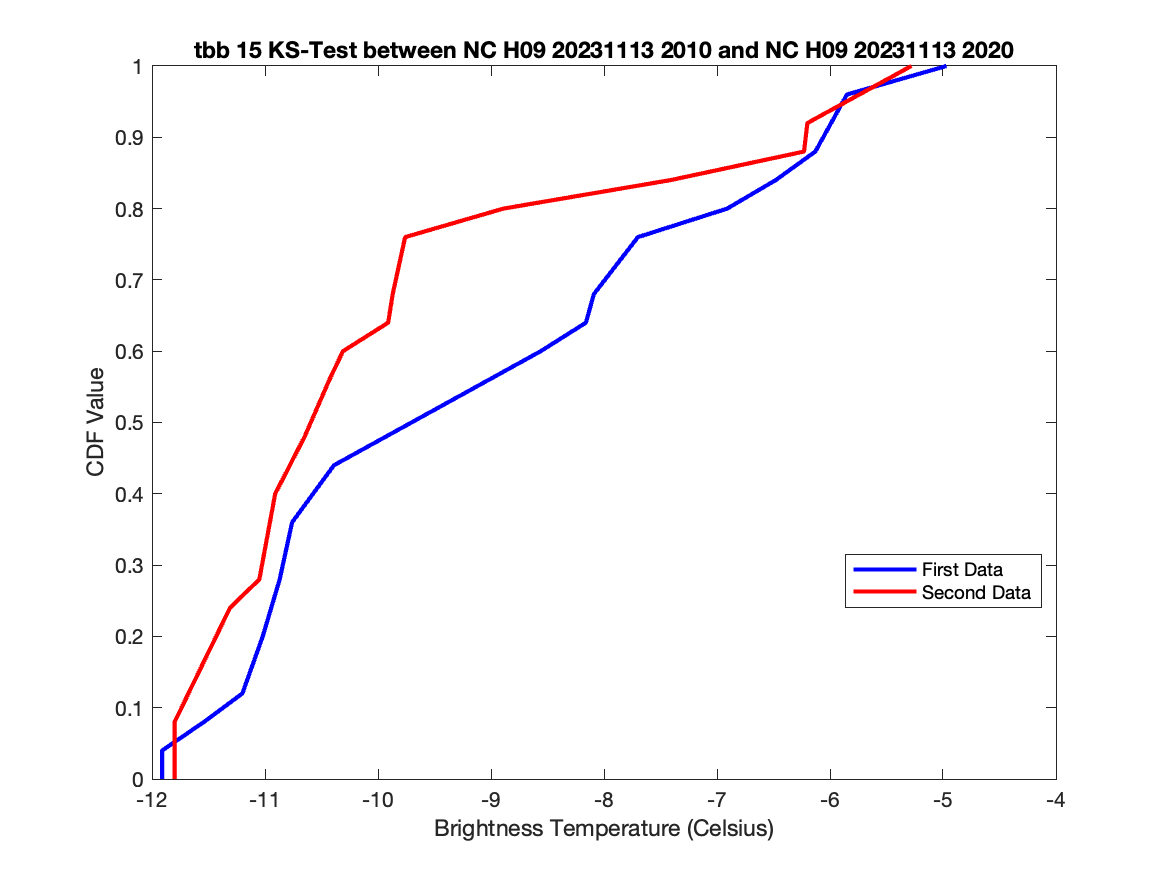 tbb 15 KS-Test between NC H09 20231113 2010 and NC H09 20231113 2020
1
0.9
0.8
0.7
0.6
0.5
0.4
0.3
0.2
0.1
0
CDF Value
First Data
Second Data
-12 -11 -10 -9 -8 -7 -6 -5 -4
Brightness Temperature (Celsius)